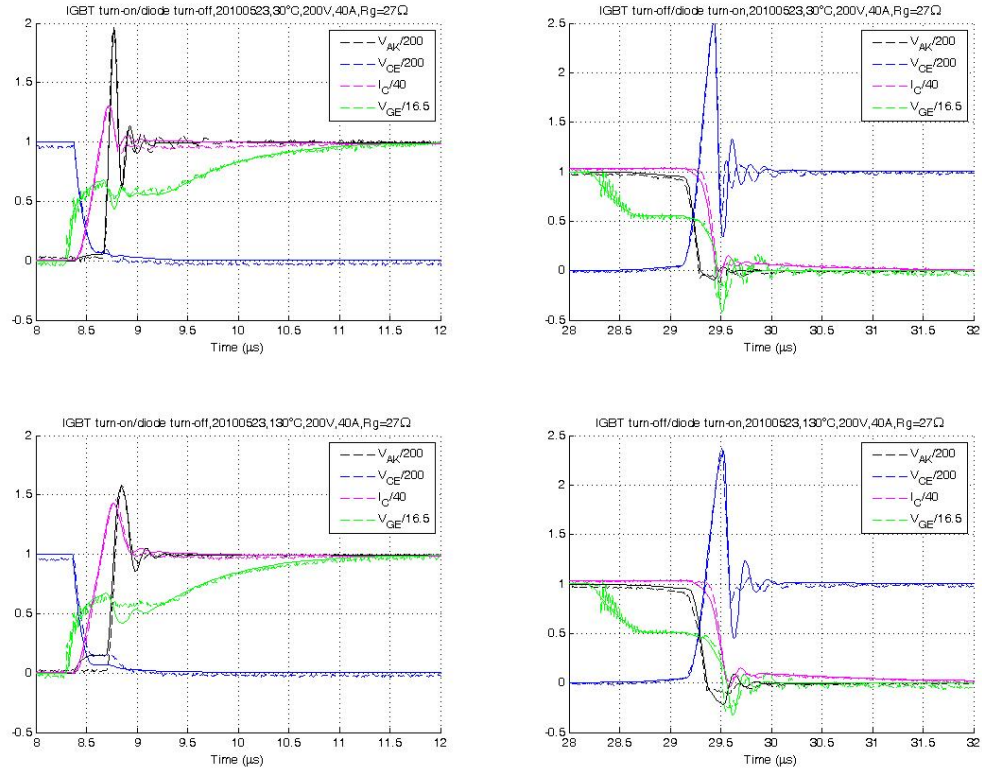 IGBT turn-on/diode turn-off,20100523,30°C,200V,40A,Rg=27Ω
2
1.5
1
0.5
0
-0.5
8 8.5 9 9.5 10 10.5 11 11.5 12
Time (µs)
V_AK/200
V_CE/200
I_C/40
V_GE/16.5
IGBT turn-off/diode turn-on,20100523,30°C,200V,40A,Rg=27Ω
2.5
2
1.5
1
0.5
0
-0.5
28 28.5 29 29.5 30 30.5 31 31.5 32
Time (µs)
V_AK/200
V_CE/200
I_C/40
V_GE/16.5
IGBT turn-on/diode turn-off,20100523,130°C,200V,40A,Rg=27Ω
2
1.5
1
0.5
0
-0.5
8 8.5 9 9.5 10 10.5 11 11.5 12
Time (µs)
V_AK/200
V_CE/200
I_C/40
V_GE/16.5
IGBT turn-off/diode turn-on,20100523,130°C,200V,40A,Rg=27Ω
2.5
2
1.5
1
0.5
0
-0.5
28 28.5 29 29.5 30 30.5 31 31.5 32
Time (µs)
V_AK/200
V_CE/200
I_C/40
V_GE/16.5